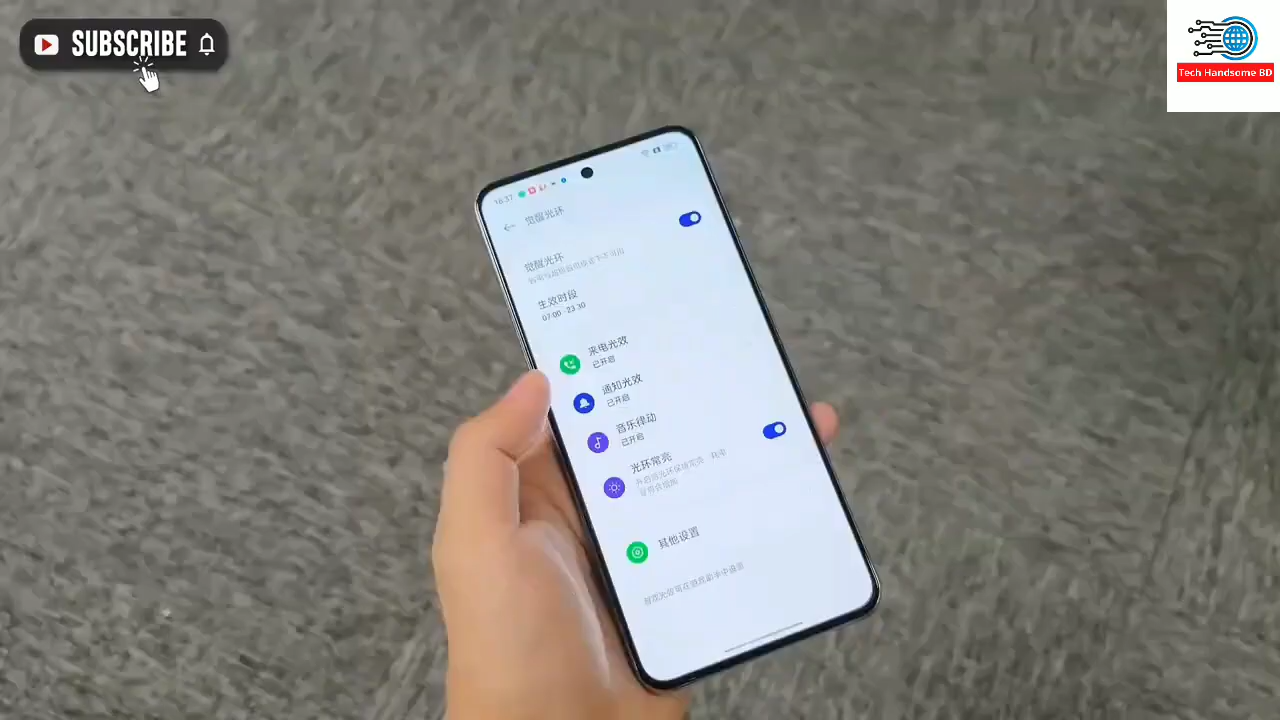 SUBSCRIBE
Tech Handsome BD
16:37
觉醒光环
觉醒光环
生效时段
07:00 - 23:30
来电光效
已开启
通知光效
已开启
音乐律动
已开启
光环常亮
其他设置